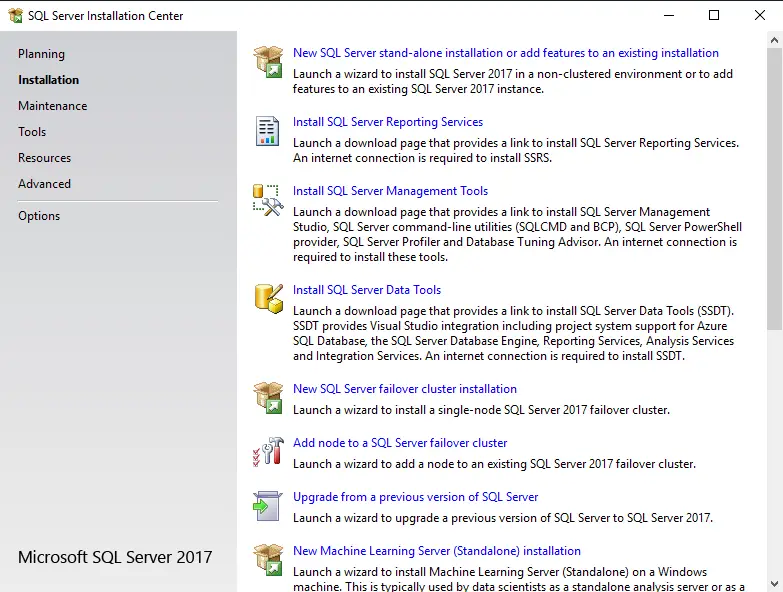 SQL Server Installation Center
Planning
Installation
Maintenance
Tools
Resources
Advanced
Options
Microsoft SQL Server 2017
New SQL Server stand-alone installation or add features to an existing installation
Launch a wizard to install SQL Server 2017 in a non-clustered environment or to add
features to an existing SQL Server 2017 instance.
Install SQL Server Reporting Services
Launch a download page that provides a link to install SQL Server Reporting Services.
An internet connection is required to install SSRS.
Install SQL Server Management Tools
Launch a download page that provides a link to install SQL Server Management
Studio, SQL Server command-line utilities (SQLCMD and BCP), SQL Server PowerShell
provider, SQL Server Profiler and Database Tuning Advisor. An internet connection is
required to install these tools.
Install SQL Server Data Tools
Launch a download page that provides a link to install SQL Server Data Tools (SSDT).
SSDT provides Visual Studio integration including project system support for Azure
SQL Database, the SQL Server Database Engine, Reporting Services, Analysis Services
and Integration Services. An internet connection is required to install SSDT.
New SQL Server failover cluster installation
Launch a wizard to install a single-node SQL Server 2017 failover cluster.
Add node to a SQL Server failover cluster
Launch a wizard to add a node to an existing SQL Server 2017 failover cluster.
Upgrade from a previous version of SQL Server
Launch a wizard to upgrade a previous version of SQL Server to SQL Server 2017.
New Machine Learning Server (Standalone) installation
Launch a wizard to install Machine Learning Server (Standalone) on a Windows
machine. This is typically used by data scientists as a standalone analysis server or as a